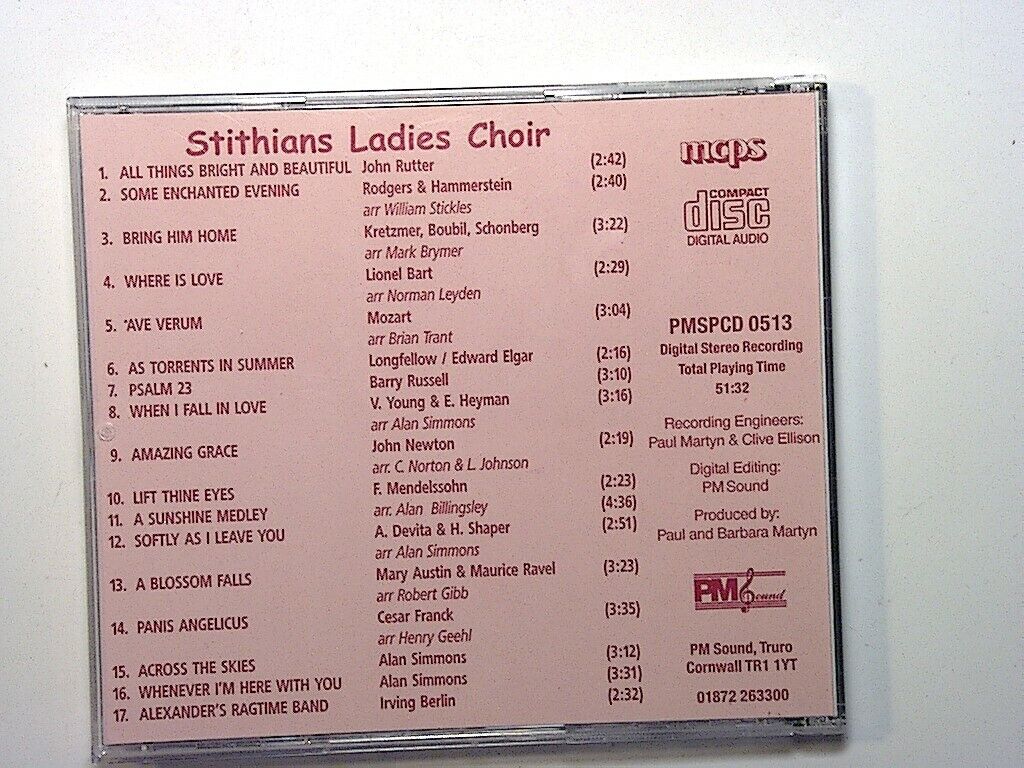 Stithians Ladies Choir
1. ALL THINGS BRIGHT AND BEAUTIFUL John Rutter (2:42)
2. SOME ENCHANTED EVENING Rodgers & Hammerstein (2:40)
arr William Stickles
3. BRING HIM HOME Kretzmer, Boubil, Schonberg (3:22)
arr Mark Brymer
4. WHERE IS LOVE Lionel Bart (2:29)
arr Norman Leyden
5. 'AVE VERUM Mozart (3:04)
arr Brian Trant
6. AS TORRENTS IN SUMMER Longfellow / Edward Elgar (2:16)
7. PSALM 23 Barry Russell (3:10)
8. WHEN I FALL IN LOVE V. Young & E. Heyman (3:16)
arr Alan Simmons
9. AMAZING GRACE John Newton (2:19)
arr. C. Norton & L. Johnson
10. LIFT THINE EYES F. Mendelssohn (2:23)
11. A SUNSHINE MEDLEY arr. Alan Billingsley (4:36)
12. SOFTLY AS I LEAVE YOU A. Devita & H. Shaper (2:51)
arr Alan Simmons
13. A BLOSSOM FALLS Mary Austin & Maurice Ravel (3:23)
arr Robert Gibb
14. PANIS ANGELICUS Cesar Franck (3:35)
arr Henry Geehl
15. ACROSS THE SKIES Alan Simmons (3:12)
16. WHENEVER I'M HERE WITH YOU Alan Simmons (3:31)
17. ALEXANDER'S RAGTIME BAND Irving Berlin (2:32)
mcps
COMPACT
disc
DIGITAL AUDIO
PMSPCD 0513
Digital Stereo Recording
Total Playing Time
51:32
Recording Engineers:
Paul Martyn & Clive Ellison
Digital Editing:
PM Sound
Produced by:
Paul and Barbara Martyn
PM Sound
PM Sound, Truro
Cornwall TR1 1YT
01872 263300